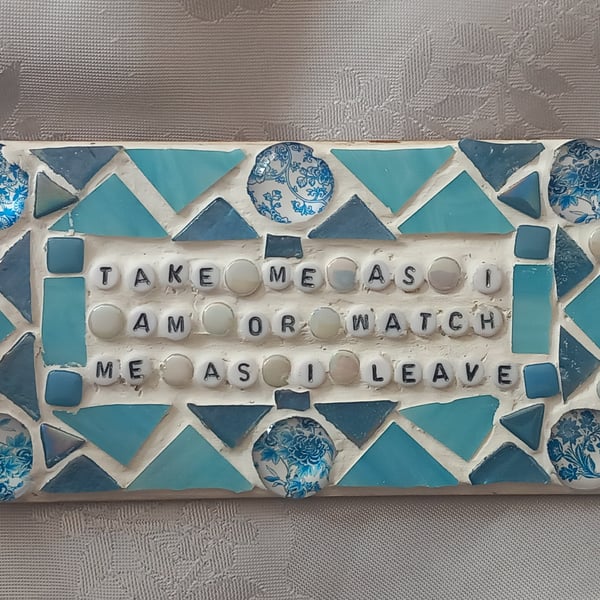 TAKE ME AS I
AM OR WATCH
ME AS I LEAVE